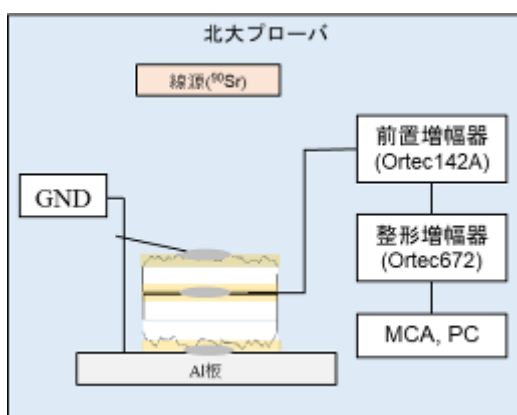 北大プローバ
線源(⁹⁰Sr)
前置増幅器
(Ortec142A)
GND
整形増幅器
(Ortec672)
MCA, PC
Al板